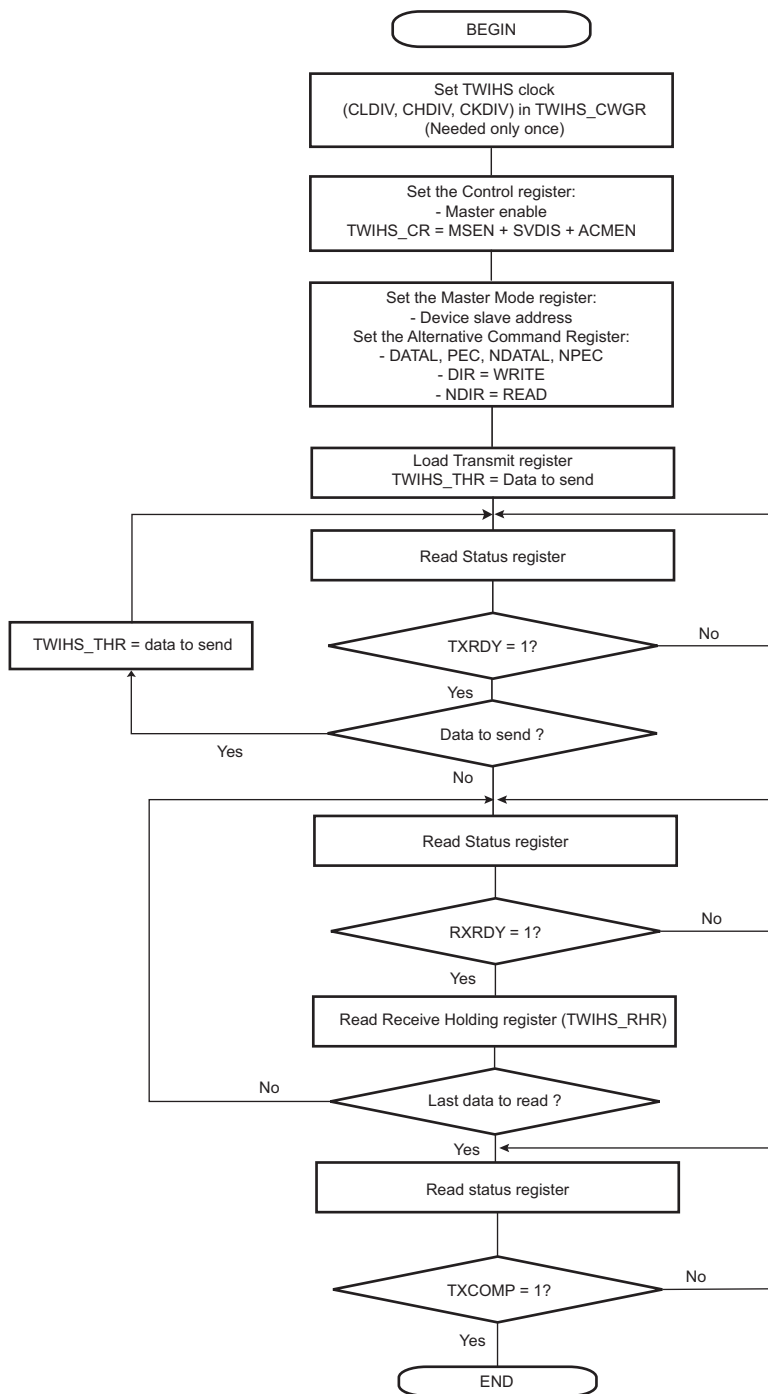 BEGIN
Set TWIHS clock
(CLDIV, CHDIV, CKDIV) in TWIHS_CWGR
(Needed only once)
Set the Control register:
- Master enable
TWIHS_CR = MSEN + SVDIS + ACMEN
Set the Master Mode register:
- Device slave address
Set the Alternative Command Register:
- DATAL, PEC, NDATAL, NPEC
- DIR = WRITE
- NDIR = READ
Load Transmit register
TWIHS_THR = Data to send
Read Status register
TWIHS_THR = data to send
TXRDY = 1?
No
Yes
Data to send ?
Yes
No
Read Status register
RXRDY = 1?
No
Yes
Read Receive Holding register (TWIHS_RHR)
No
Last data to read ?
Yes
Read status register
TXCOMP = 1?
No
Yes
END